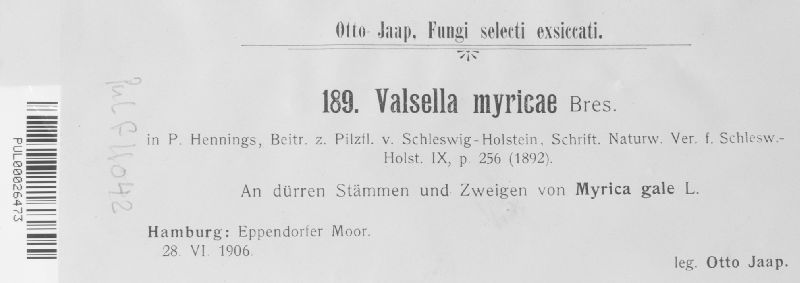 Otto Jaap. Fungi selecti exsiccati.
189. Valsella myricae Bres.
in P. Hennings, Beitr. z. Pilzfl. v. Schleswig-Holstein, Schrift. Naturw. Ver. f. Schlesw.-
Holst. IX, p. 256 (1892).
An dürren Stämmen und Zweigen von Myrica gale L.
Hamburg: Eppendorfer Moor.
28. VI. 1906.
leg. Otto Jaap.
PUL00026473
Pul F11042